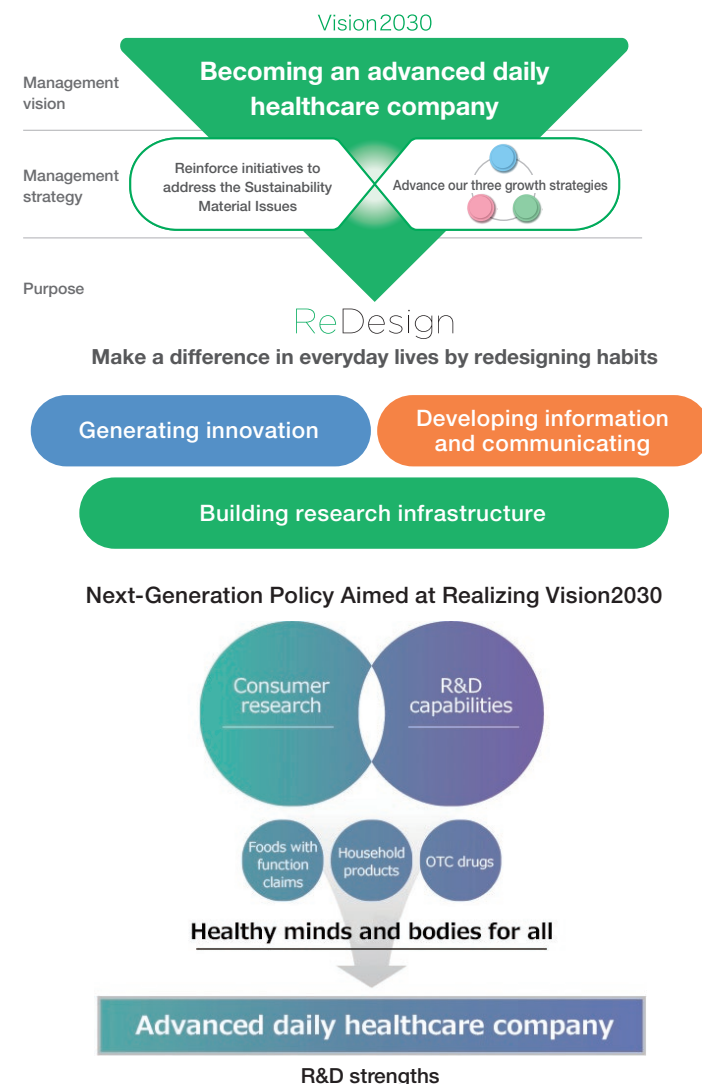 Vision2030
Management
vision
Becoming an advanced daily
healthcare company
Management
strategy
Reinforce initiatives to
address the Sustainability
Material Issues
Advance our three growth strategies
Purpose
ReDesign
Make a difference in everyday lives by redesigning habits
Generating innovation
Developing information
and communicating
Building research infrastructure
Next-Generation Policy Aimed at Realizing Vision2030
Consumer
research
R&D
capabilities
Foods with
function
claims
Household
products
OTC drugs
Healthy minds and bodies for all
Advanced daily healthcare company
R&D strengths